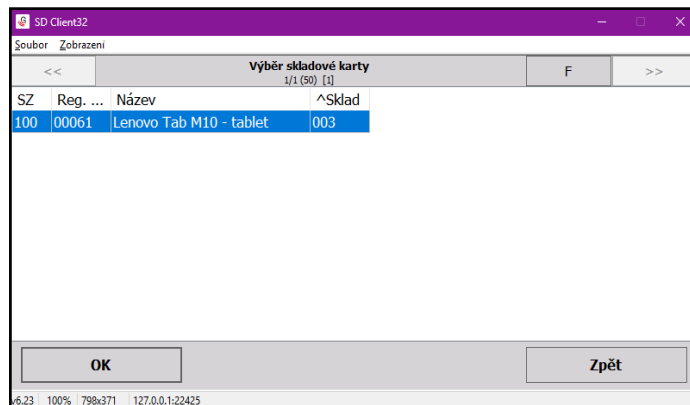 SD Client32
Soubor Zobrazení
<< Výběr skladové karty F >>
1/1 (50) [1]
SZ Reg. ... Název ^Sklad
100 00061 Lenovo Tab M10 - tablet 003
OK Zpět
v6.23 100% 798x371 127.0.0.1:22425